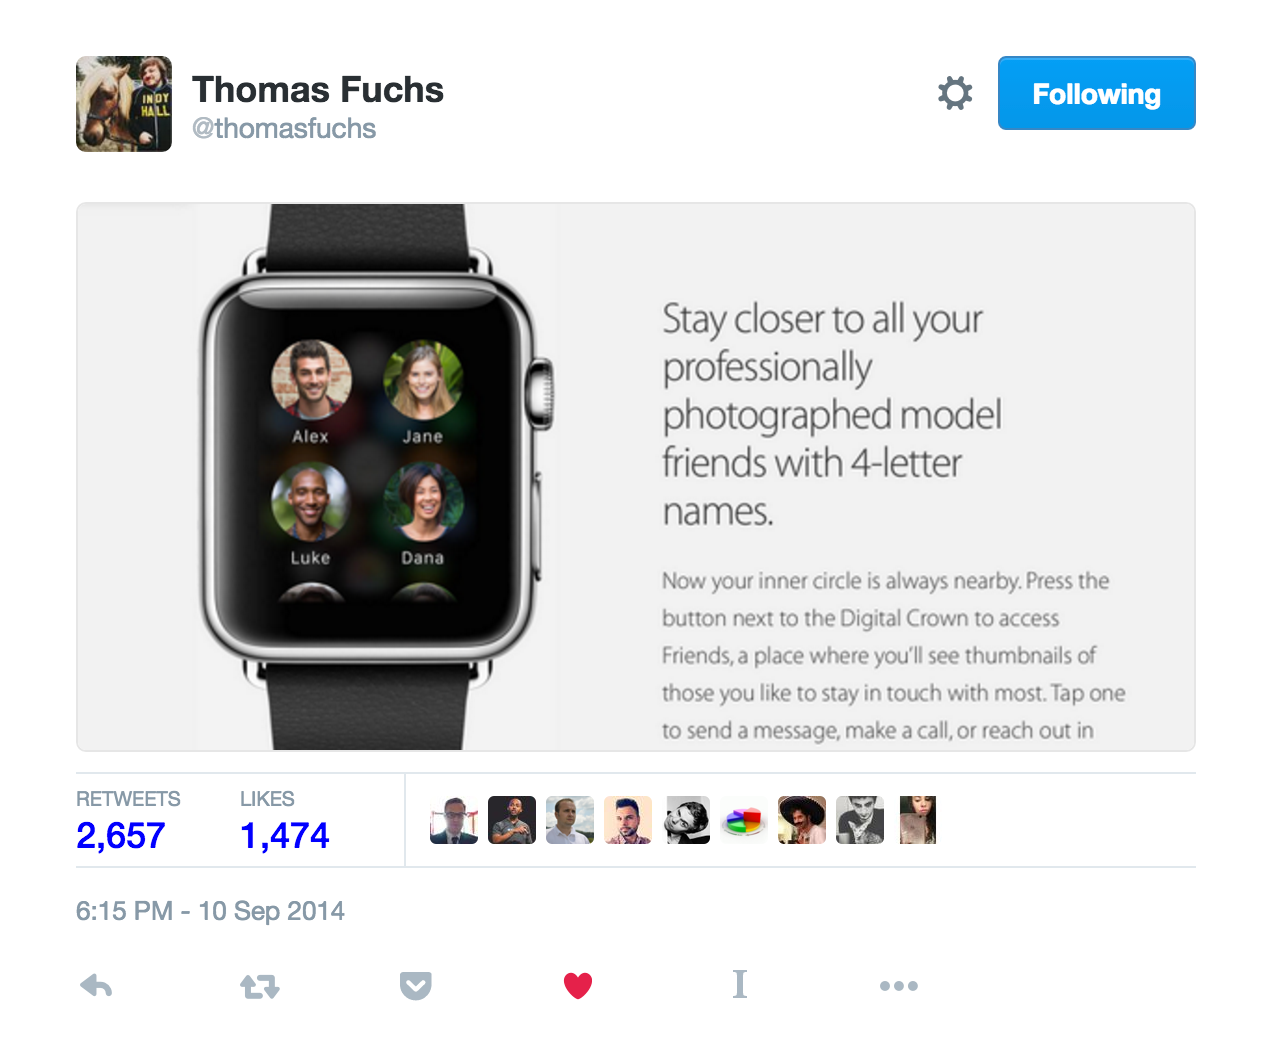 INDY
HALL
Thomas Fuchs
@thomasfuchs
Following
Alex
Jane
Luke
Dana
Stay closer to all your
professionally
photographed model
friends with 4-letter
names.
Now your inner circle is always nearby. Press the
button next to the Digital Crown to access
Friends, a place where you'll see thumbnails of
those you like to stay in touch with most. Tap one
to send a message, make a call, or reach out in
RETWEETS
2,657
LIKES
1,474
6:15 PM - 10 Sep 2014